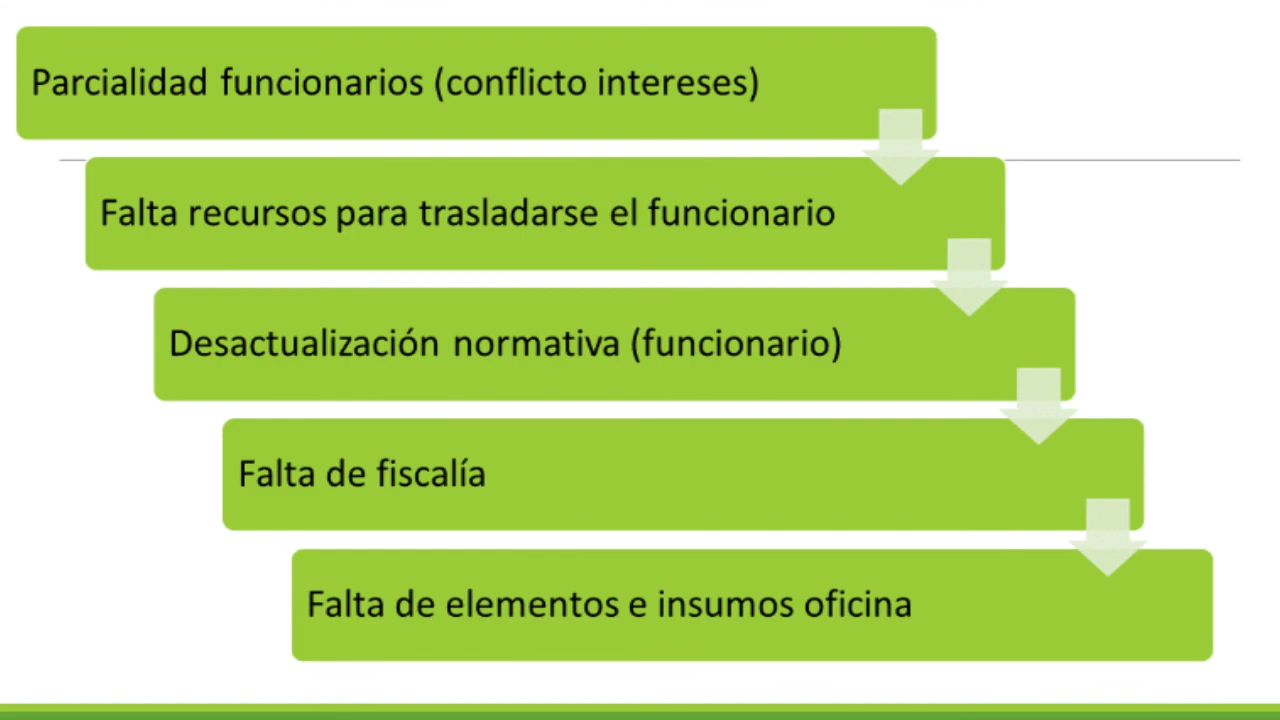 Parcialidad funcionarios (conflicto intereses)
Falta recursos para trasladarse el funcionario
Desactualización normativa (funcionario)
Falta de fiscalía
Falta de elementos e insumos oficina